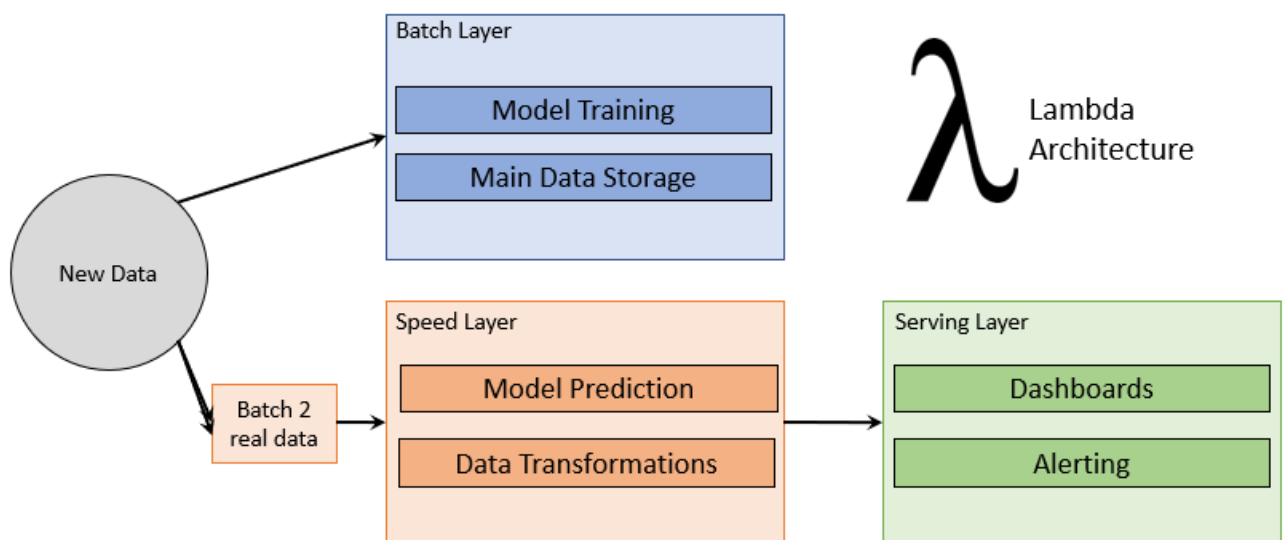 Batch Layer
Model Training
Main Data Storage
λ
Lambda
Architecture
New Data
Batch 2
real data
Speed Layer
Model Prediction
Data Transformations
Serving Layer
Dashboards
Alerting